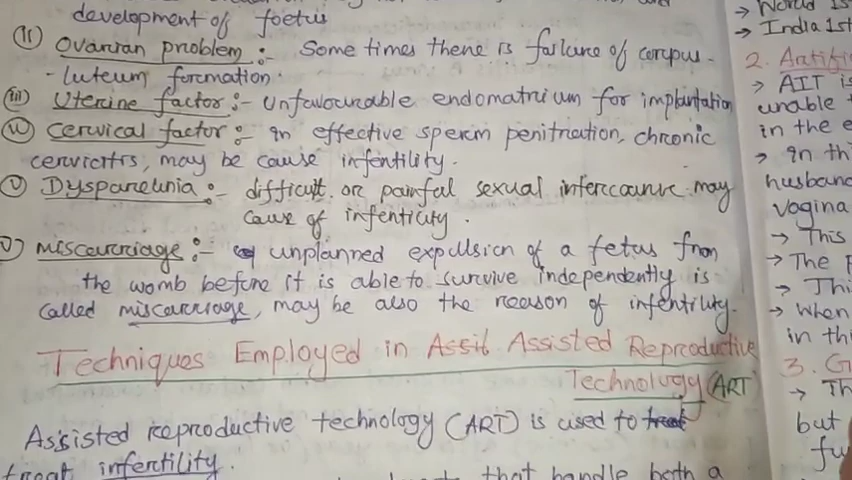 development of foetus
(ii) Ovarian problem :- Some times there is failure of corpus-
-luteum formation.
(iii) Uterine factor :- Unfavourable endomatrium for implantation
(iv) Cervical factor :- In effective sperm penitration, chronic
cervicitis, may be cause infentility.
(v) Dyspareunia :- difficult or painful sexual intercourse may
cause of infenticity.
miscarriage :- unplanned expulsion of a fetus from
the womb before it is able to survive independently is
called miscarriage, may be also the reason of infentility.
Techniques Employed in Assit Assisted Reproductive
Technology (ART)
Assisted reproductive technology (ART) is used to treat
treat infertility.
that handle both a
→ World 1st
→ India 1st
2. Artifi
→ AIT is
unable
in the e
→ In th
husband
vagina
→ This
→ The p
→ Thi
→ when
in thi
3. G
→ Th
but
fu